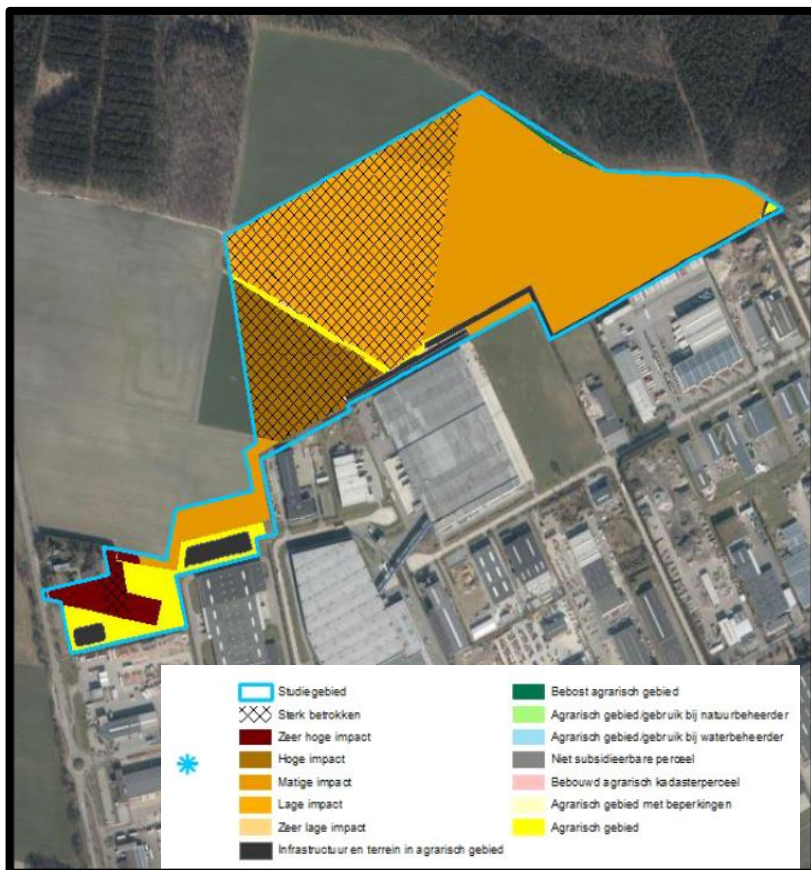 Studiegebied
Sterk betrokken
Zeer hoge impact
Hoge impact
Matige impact
Lage impact
Zeer lage impact
Infrastructuur en terrein in agrarisch gebied
Bebost agrarisch gebied
Agrarisch gebied/gebruik bij natuurbeheerder
Agrarisch gebied/gebruik bij waterbeheerder
Niet subsidieerbare perceel
Bebouwd agrarisch kadasterperceel
Agrarisch gebied met beperkingen
Agrarisch gebied